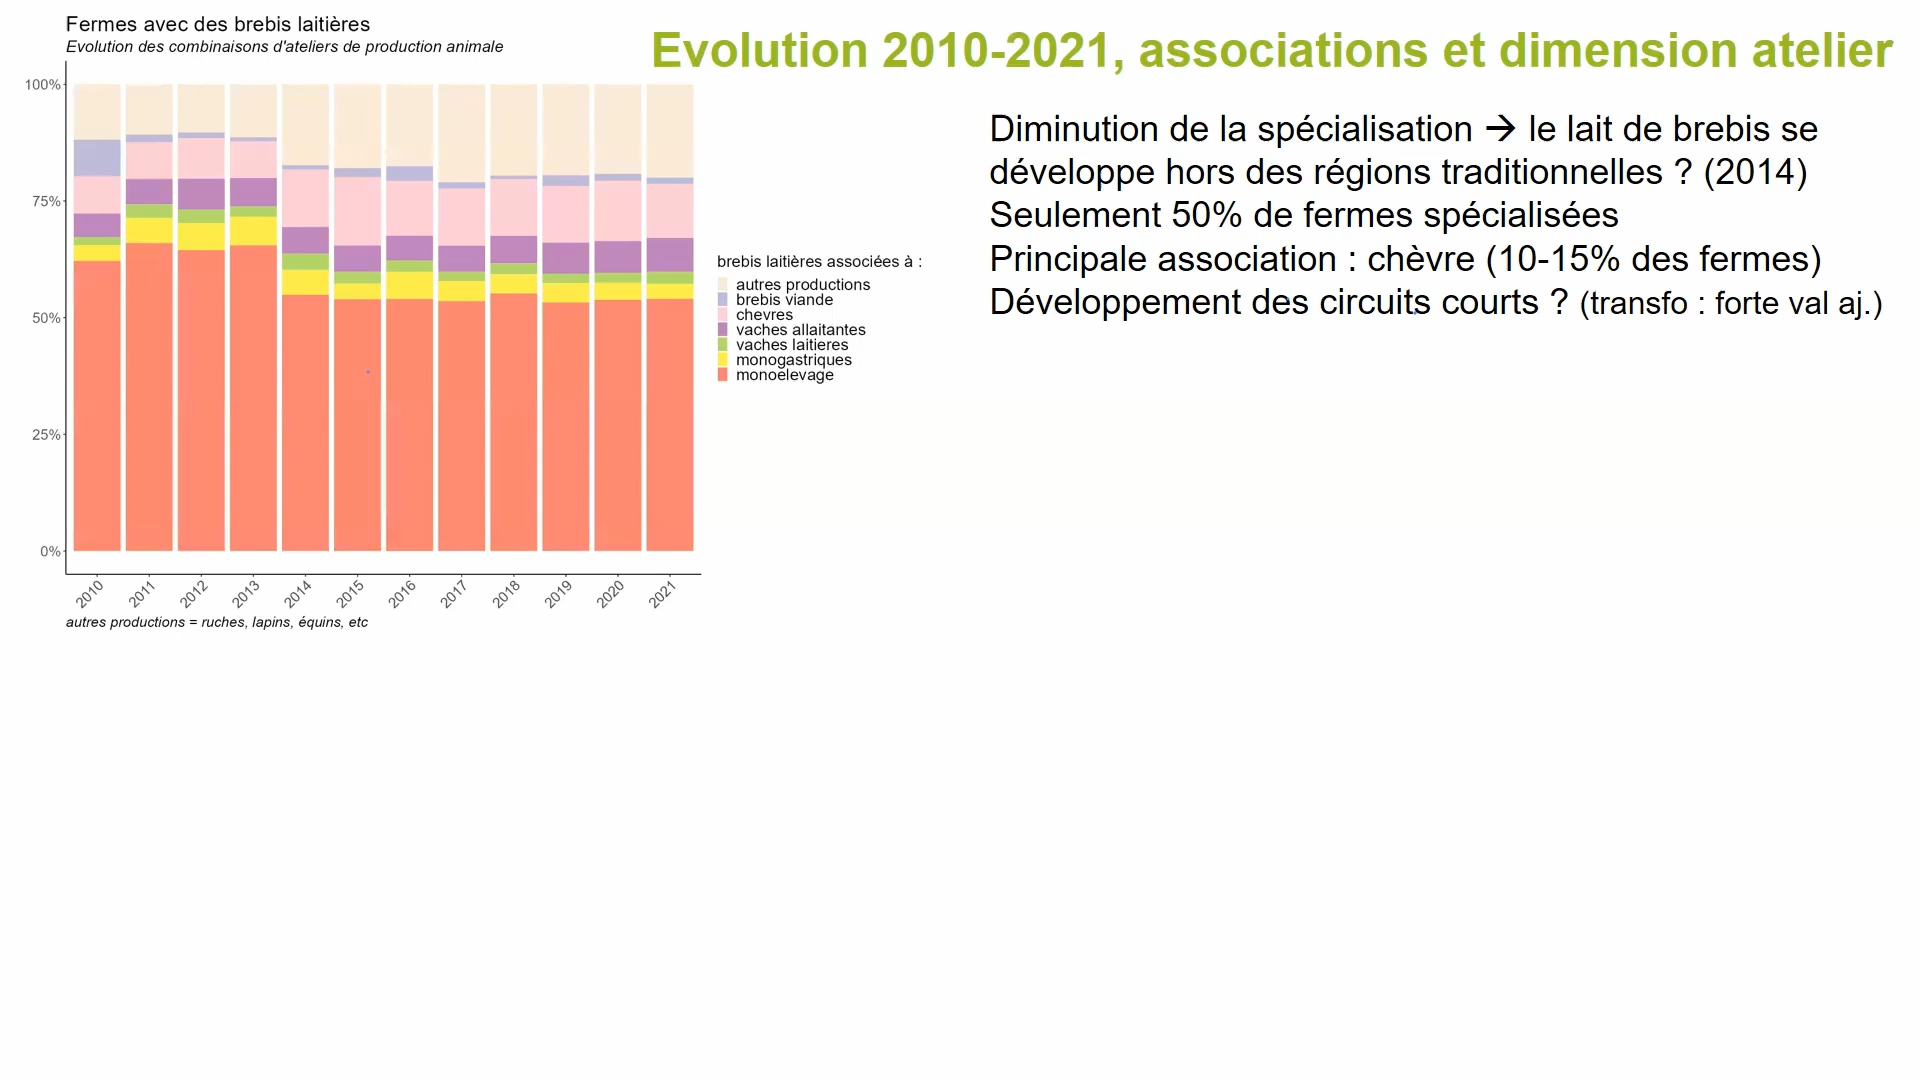 Fermes avec des brebis laitières
Evolution des combinaisons d'ateliers de production animale
Evolution 2010-2021, associations et dimension atelier
100%
75%
50%
25%
0%
2010
2011
2012
2013
2014
2015
2016
2017
2018
2019
2020
2021
autres productions = ruches, lapins, équins, etc
brebis laitières associées à :
autres productions
brebis viande
chevres
vaches allaitantes
vaches laitieres
monogastriques
monoelevage
Diminution de la spécialisation → le lait de brebis se
développe hors des régions traditionnelles ? (2014)
Seulement 50% de fermes spécialisées
Principale association : chèvre (10-15% des fermes)
Développement des circuits courts ? (transfo : forte val aj.)